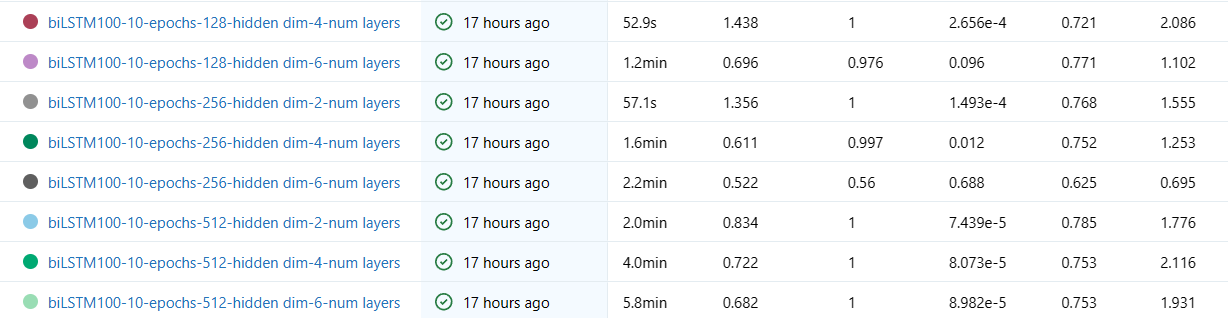 biLSTM100-10-epochs-128-hidden dim-4-num layers 17 hours ago 52.9s 1.438 1 2.656e-4 0.721 2.086
biLSTM100-10-epochs-128-hidden dim-6-num layers 17 hours ago 1.2min 0.696 0.976 0.096 0.771 1.102
biLSTM100-10-epochs-256-hidden dim-2-num layers 17 hours ago 57.1s 1.356 1 1.493e-4 0.768 1.555
biLSTM100-10-epochs-256-hidden dim-4-num layers 17 hours ago 1.6min 0.611 0.997 0.012 0.752 1.253
biLSTM100-10-epochs-256-hidden dim-6-num layers 17 hours ago 2.2min 0.522 0.56 0.688 0.625 0.695
biLSTM100-10-epochs-512-hidden dim-2-num layers 17 hours ago 2.0min 0.834 1 7.439e-5 0.785 1.776
biLSTM100-10-epochs-512-hidden dim-4-num layers 17 hours ago 4.0min 0.722 1 8.073e-5 0.753 2.116
biLSTM100-10-epochs-512-hidden dim-6-num layers 17 hours ago 5.8min 0.682 1 8.982e-5 0.753 1.931